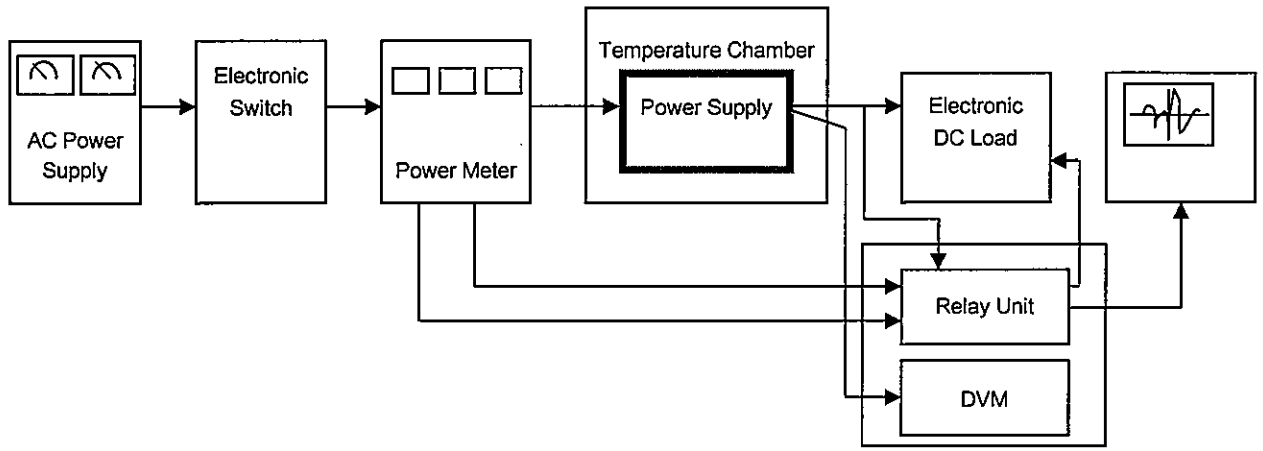 Temperature Chamber
AC Power
Supply
Electronic
Switch
Power Meter
Power Supply
Electronic
DC Load
Relay Unit
DVM